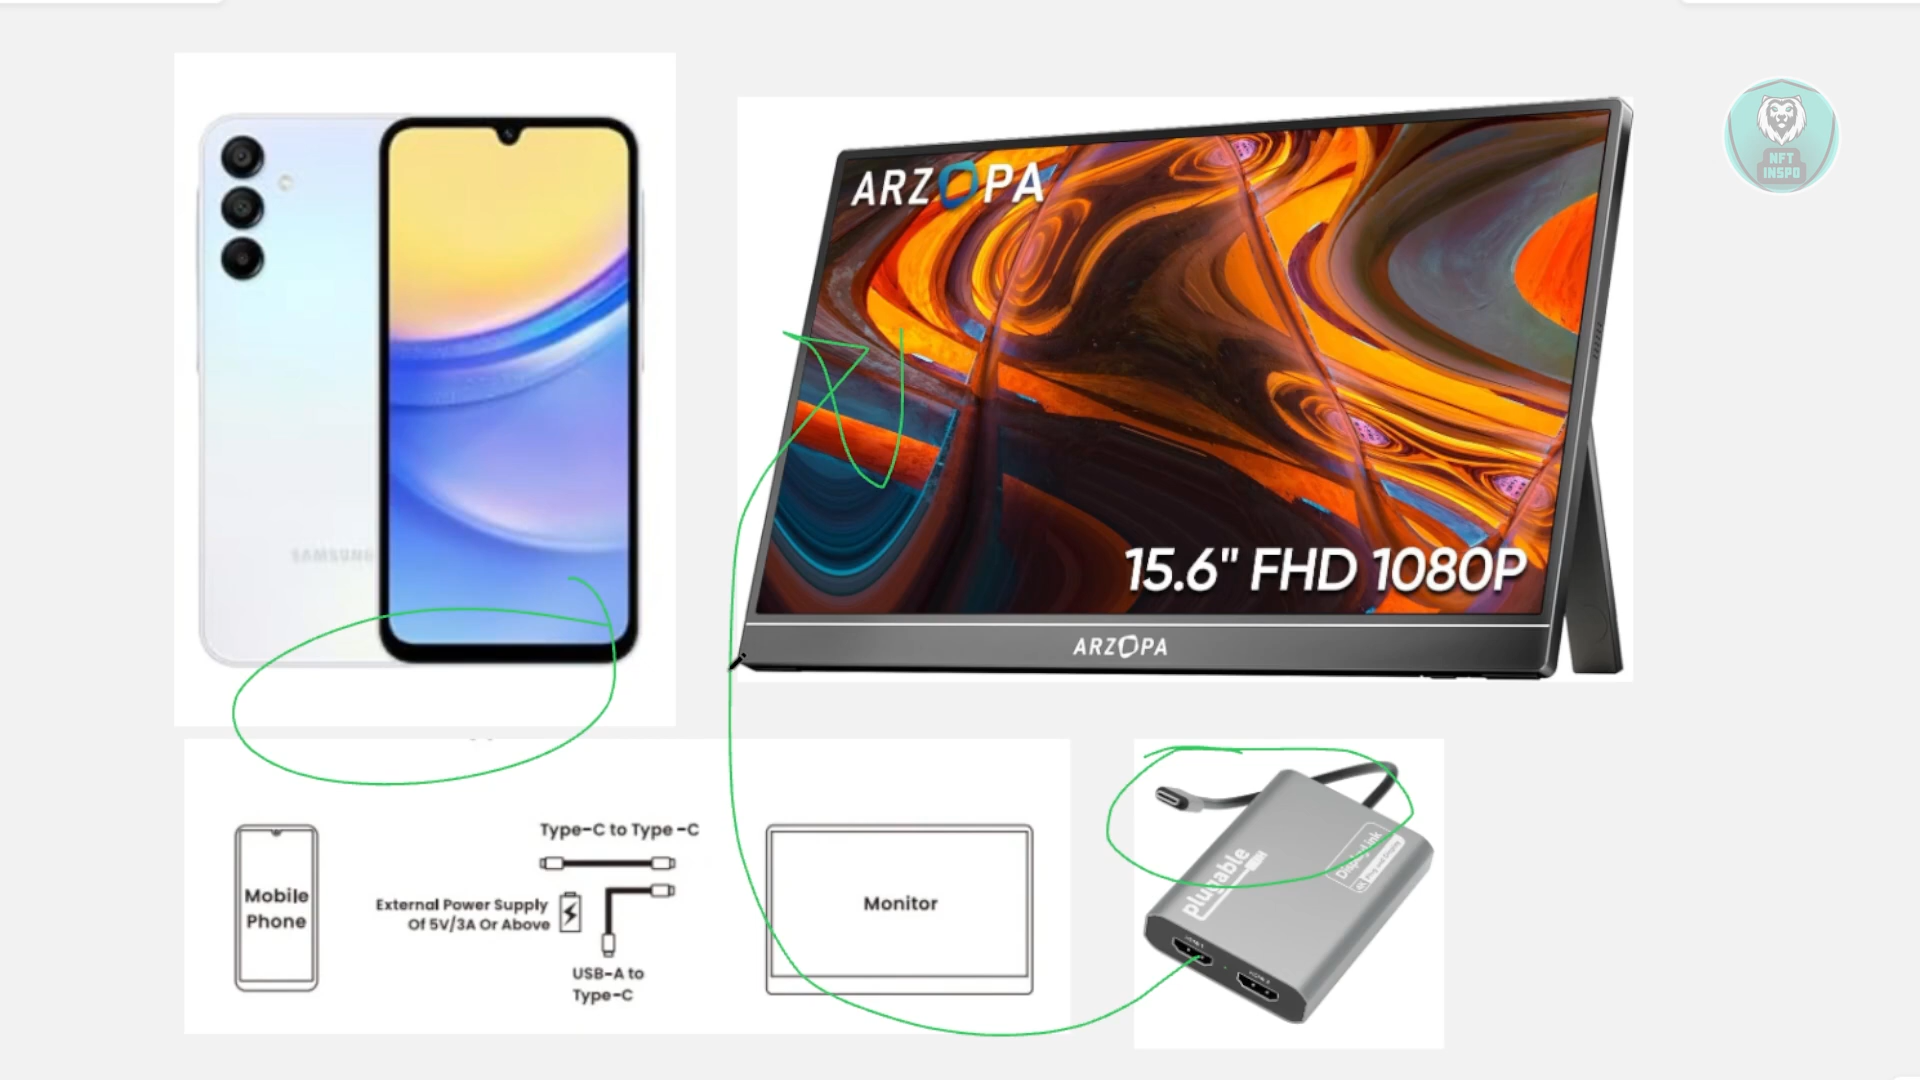 NFT
INSPO
ARZOPA
SAMSUNG
15.6" FHD 1080P
ARZOPA
Type-C to Type -C
Mobile
Phone
External Power Supply
Of 5V/3A Or Above
Monitor
USB-A to
Type-C
plugable
DisplayLink